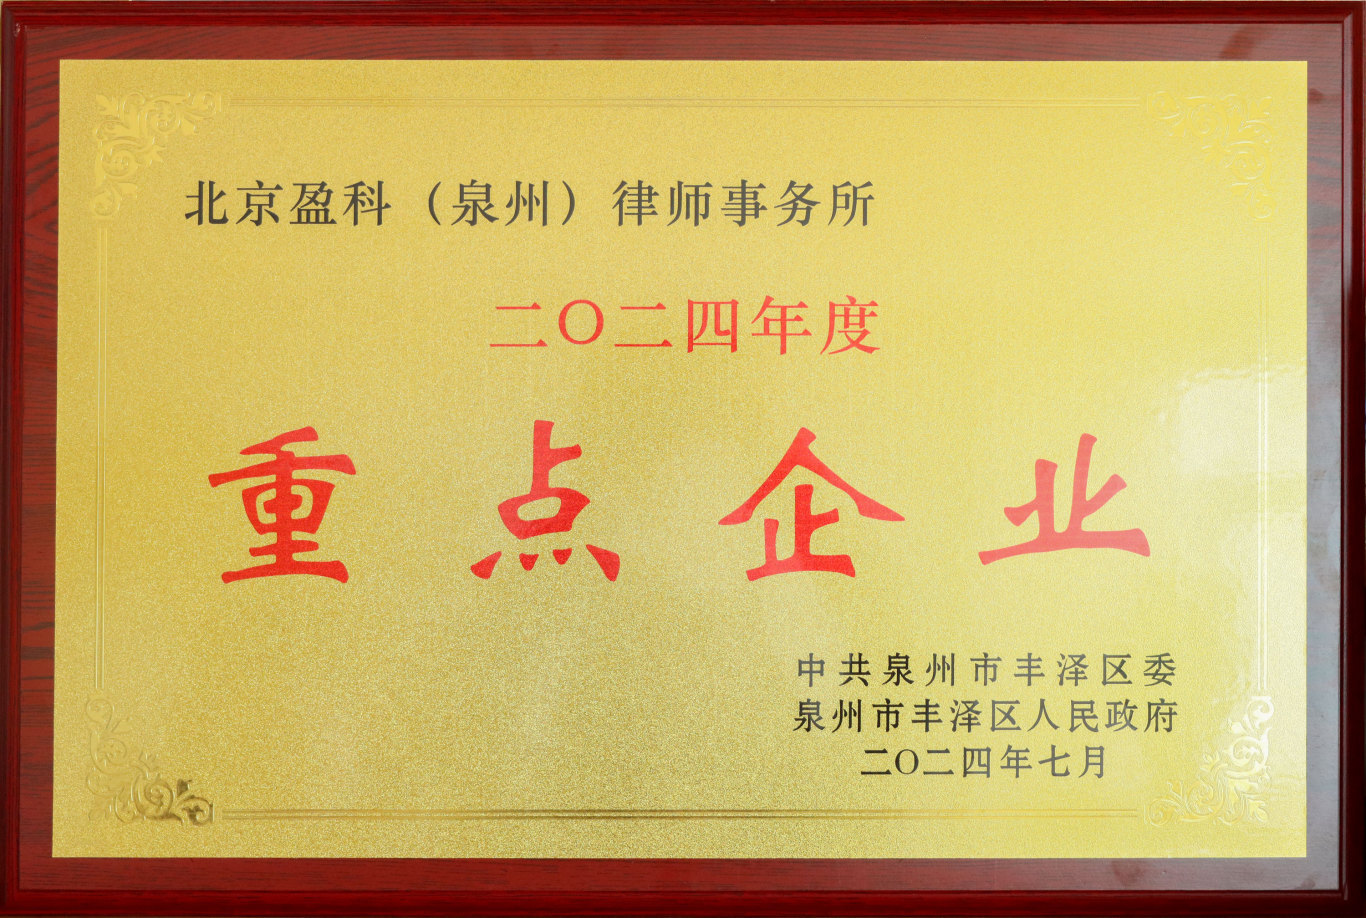 北京盈科（泉州）律师事务所
二〇二四年度
重点企业
中共泉州市丰泽区委
泉州市丰泽区人民政府
二〇二四年七月